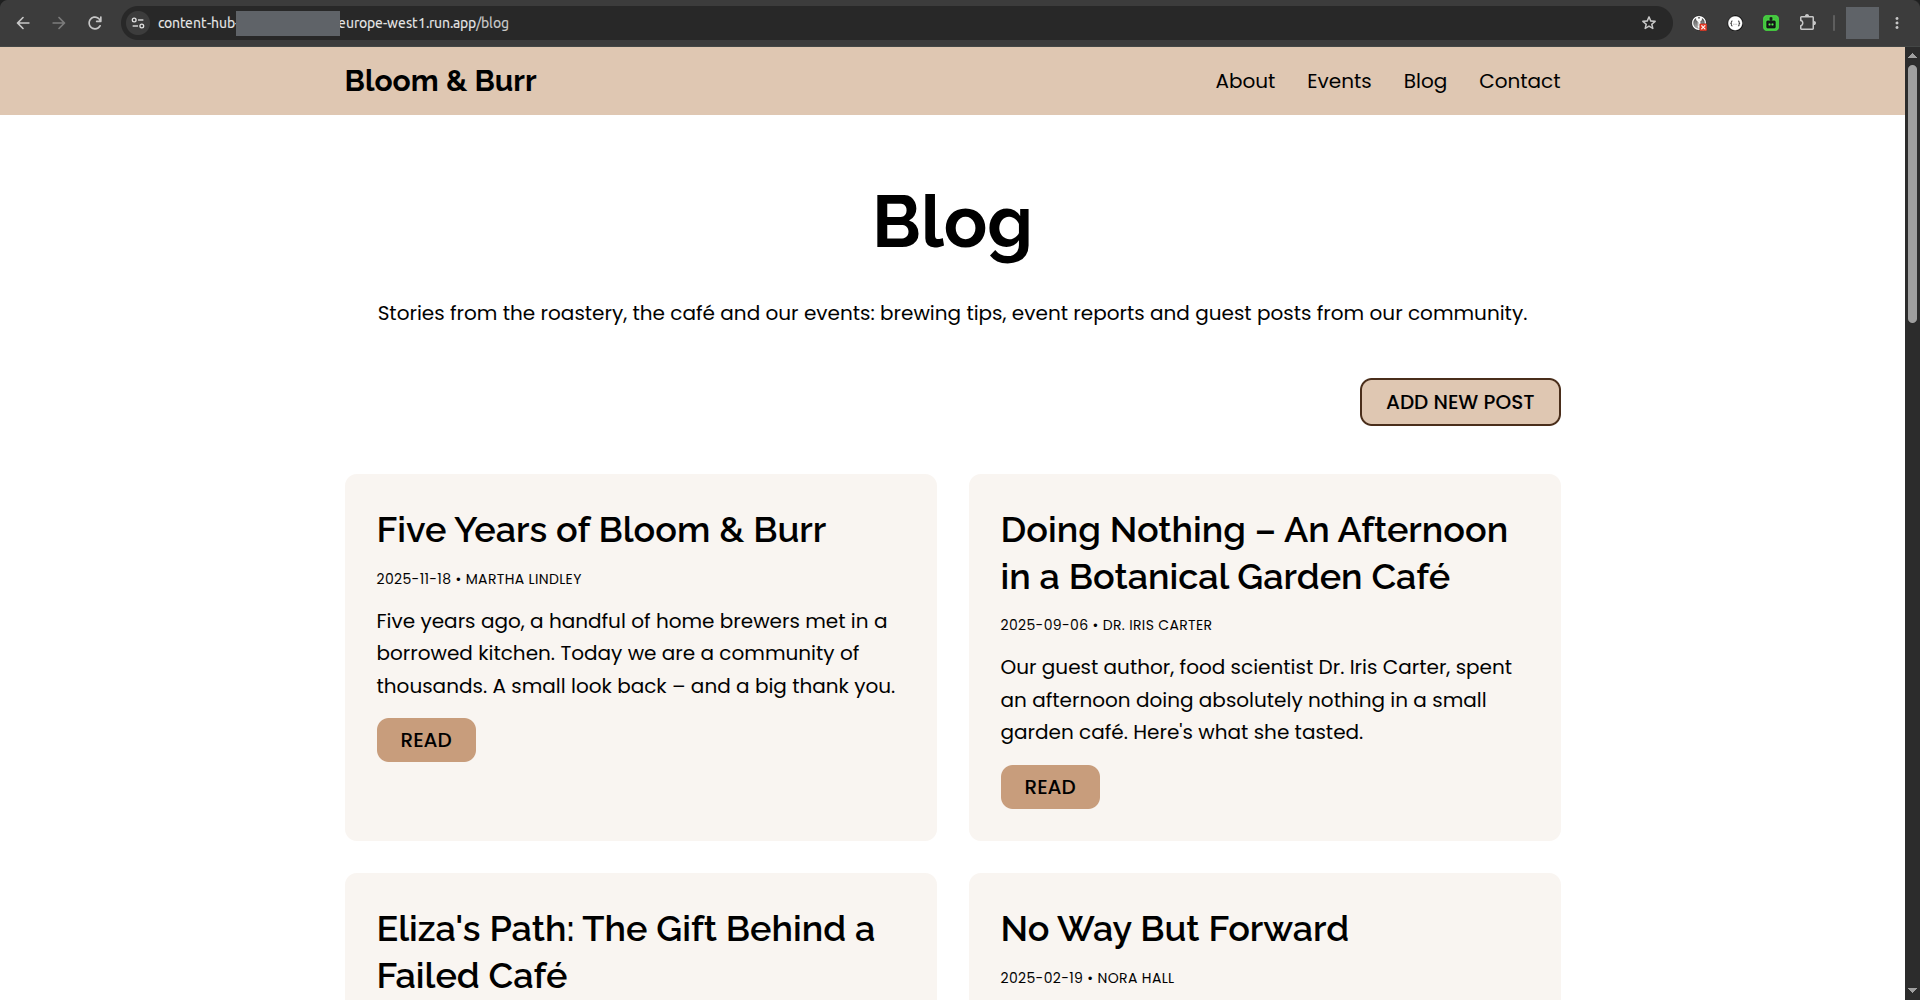 content-hub-
europe-west1.run.app/blog
Bloom & Burr
About Events Blog Contact
Blog
Stories from the roastery, the café and our events: brewing tips, event reports and guest posts from our community.
ADD NEW POST
Five Years of Bloom & Burr
2025-11-18 • MARTHA LINDLEY
Five years ago, a handful of home brewers met in a
borrowed kitchen. Today we are a community of
thousands. A small look back – and a big thank you.
READ
Doing Nothing – An Afternoon
in a Botanical Garden Café
2025-09-06 • DR. IRIS CARTER
Our guest author, food scientist Dr. Iris Carter, spent
an afternoon doing absolutely nothing in a small
garden café. Here's what she tasted.
READ
Eliza's Path: The Gift Behind a
Failed Café
No Way But Forward
2025-02-19 • NORA HALL